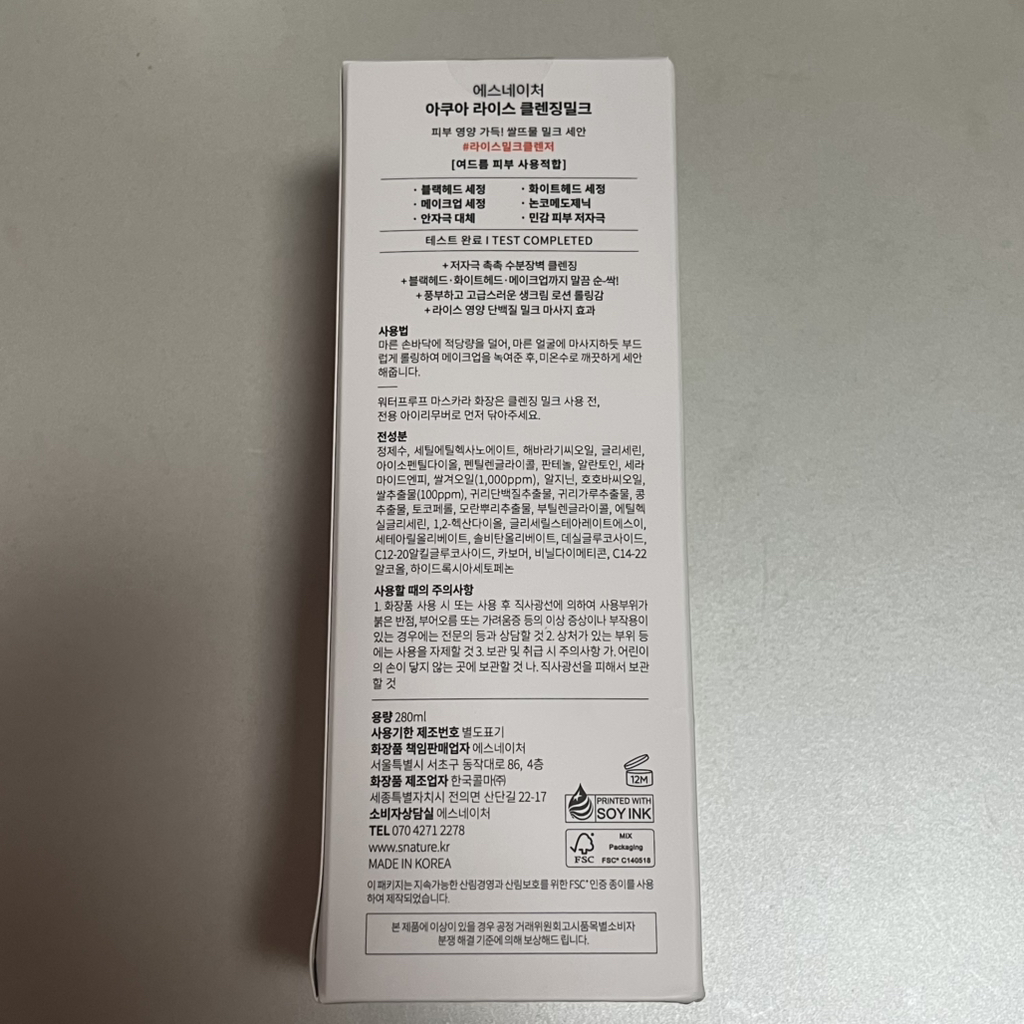 에스네이처
아쿠아 라이스 클렌징밀크
피부 영양 가득! 쌀뜨물 밀크 세안
#라이스밀크클렌저
[여드름 피부 사용적합]
· 블랙헤드 세정 · 화이트헤드 세정
· 메이크업 세정 · 논코메도제닉
· 안자극 대체 · 민감 피부 저자극
테스트 완료 I TEST COMPLETED
+ 저자극 촉촉 수분장벽 클렌징
+ 블랙헤드·화이트헤드·메이크업까지 말끔 순-싹!
+ 풍부하고 고급스러운 생크림 로션 롤링감
+ 라이스 영양 단백질 밀크 마사지 효과
사용법
마른 손바닥에 적당량을 덜어, 마른 얼굴에 마사지하듯 부드
럽게 롤링하여 메이크업을 녹여준 후, 미온수로 깨끗하게 세안
해줍니다.
워터프루프 마스카라 화장은 클렌징 밀크 사용 전,
전용 아이리무버로 먼저 닦아주세요.
전성분
정제수, 세틸에틸헥사노에이트, 해바라기씨오일, 글리세린,
아이소펜틸다이올, 펜틸렌글라이콜, 판테놀, 알란토인, 세라
마이드엔피, 쌀겨오일(1,000ppm), 알지닌, 호호바씨오일,
쌀추출물(100ppm), 귀리단백질추출물, 귀리가루추출물, 콩
추출물, 토코페롤, 모란뿌리추출물, 부틸렌글라이콜, 에틸헥
실글리세린, 1,2-헥산다이올, 글리세릴스테아레이트에스이,
세테아릴올리베이트, 솔비탄올리베이트, 데실글루코사이드,
C12-20알킬글루코사이드, 카보머, 비닐다이메티콘, C14-22
알코올, 하이드록시아세토페논
사용할 때의 주의사항
1. 화장품 사용 시 또는 사용 후 직사광선에 의하여 사용부위가
붉은 반점, 부어오름 또는 가려움증 등의 이상 증상이나 부작용이
있는 경우에는 전문의 등과 상담할 것 2. 상처가 있는 부위 등
에는 사용을 자제할 것 3. 보관 및 취급 시 주의사항 가. 어린이
의 손이 닿지 않는 곳에 보관할 것 나. 직사광선을 피해서 보관
할 것
용량 280ml
사용기한 제조번호 별도표기
화장품 책임판매업자 에스네이처
서울특별시 서초구 동작대로 86, 4층
화장품 제조업자 한국콜마㈜
세종특별자치시 전의면 산단길 22-17
소비자상담실 에스네이처
TEL 070 4271 2278
www.snature.kr
MADE IN KOREA
12M
PRINTED WITH
SOY INK
FSC
MIX
Packaging
FSC® C140518
이 패키지는 지속가능한 산림경영과 산림보호를 위한 FSC®인증 종이를 사용
하여 제작되었습니다.
본 제품에 이상이 있을 경우 공정 거래위원회고시품목별소비자
분쟁 해결 기준에 의해 보상해드립니다.